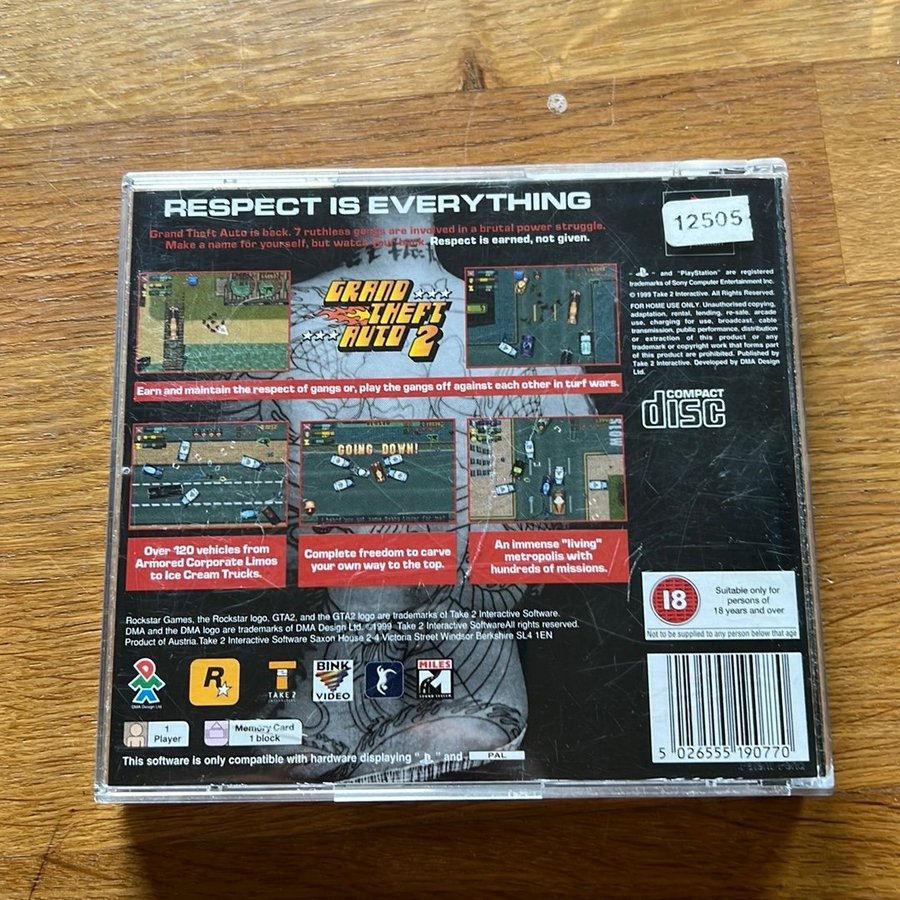 RESPECT IS EVERYTHING
Grand Theft Auto is back. 7 ruthless gangs are involved in a brutal power struggle.
Make a name for yourself, but watch your back. Respect is earned, not given.
12505
GRAND
THEFT
AUTO 2
Earn and maintain the respect of gangs or, play the gangs off against each other in turf wars.
GOING DOWN!
SLOW
Over 120 vehicles from
Armored Corporate Limos
to Ice Cream Trucks.
Complete freedom to carve
your own way to the top.
An immense "living"
metropolis with
hundreds of missions.
" and "PlayStation" are registered
trademarks of Sony Computer Entertainment Inc.
© 1999 Take 2 Interactive. All Rights Reserved.
FOR HOME USE ONLY. Unauthorised copying,
adaptation, rental, lending, re-sale, arcade
use, charging for use, broadcast, cable
transmission, public performance, distribution
or extraction of this product or any
trademark or copyright work that forms part
of this product are prohibited. Published by
Take 2 Interactive. Developed by DMA Design
Ltd.
COMPACT
disc
18
Suitable only for
persons of
18 years and over
Not to be supplied to any person below that age
Rockstar Games, the Rockstar logo, GTA2, and the GTA2 logo are trademarks of Take 2 Interactive Software.
DMA and the DMA logo are trademarks of DMA Design Ltd. ©1999 Take 2 Interactive SoftwareAll rights reserved.
Product of Austria.Take 2 Interactive Software Saxon House 2-4 Victoria Street Windsor Berkshire SL4 1EN
DMA
DMA Design Ltd
R
TAKE 2
INTERACTIVE
BINK
VIDEO
MILES
SOUND SYSTEM
1
Player
Memory Card
1 block
This software is only compatible with hardware displaying " " and PAL
5 026555 190770